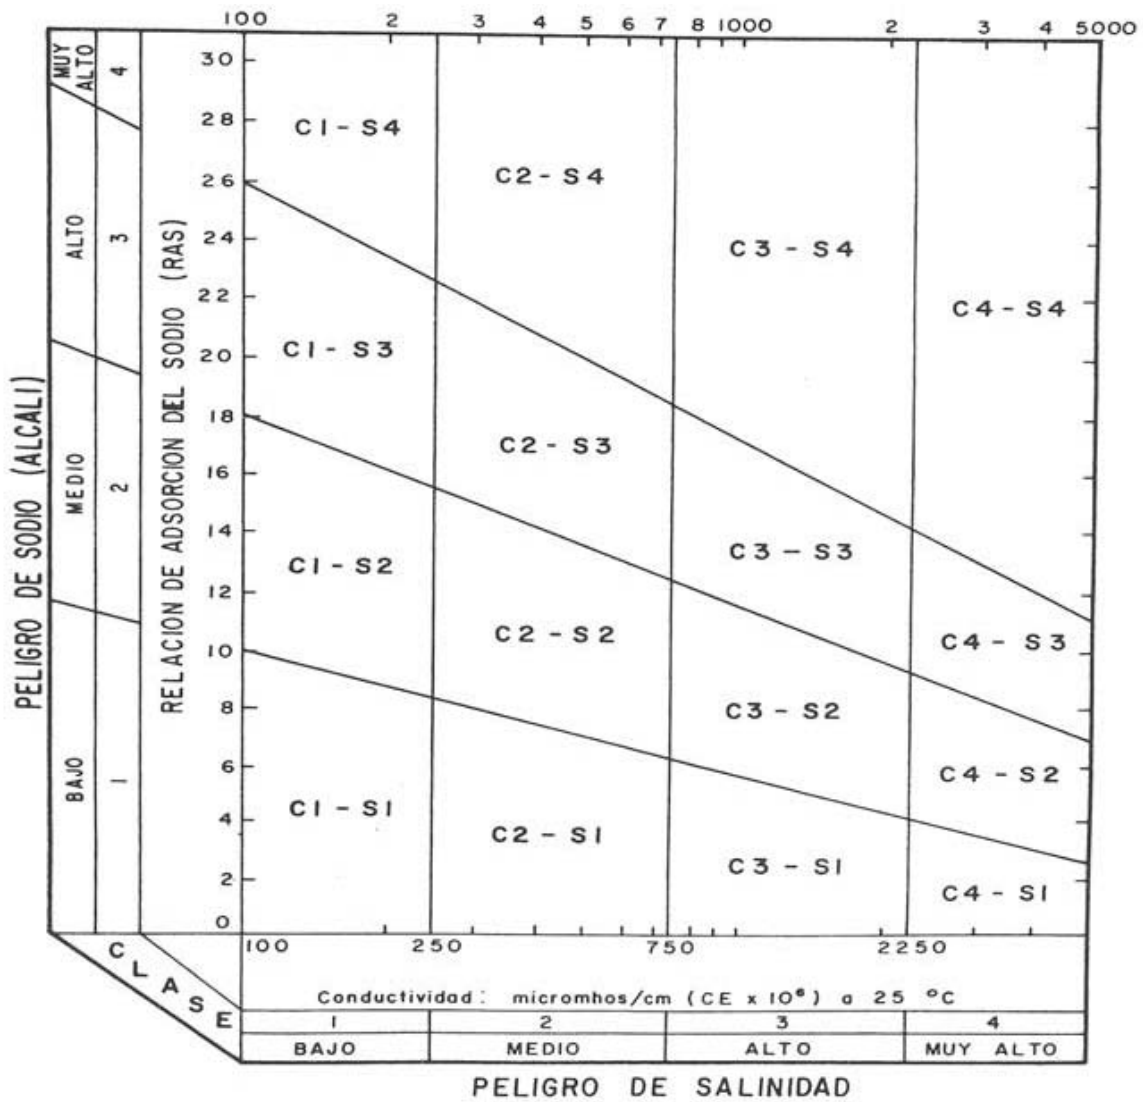 100 2 3 4 5 6 7 8 1000 2 3 4 5000
MUY ALTO 4
ALTO 3
MEDIO 2
BAJO 1
PELIGRO DE SODIO (ALCALI)
RELACION DE ADSORCION DEL SODIO (RAS)
30
28
26
24
22
20
18
16
14
12
10
8
6
4
2
0
C1-S4
C2-S4
C3-S4
C4-S4
C1-S3
C2-S3
C3-S3
C4-S3
C1-S2
C2-S2
C3-S2
C4-S2
C1-S1
C2-S1
C3-S1
C4-S1
100 250 750 2250
CLASE
Conductividad: micromhos/cm (CE x 10⁶) a 25 °C
1 2 3 4
BAJO MEDIO ALTO MUY ALTO
PELIGRO DE SALINIDAD